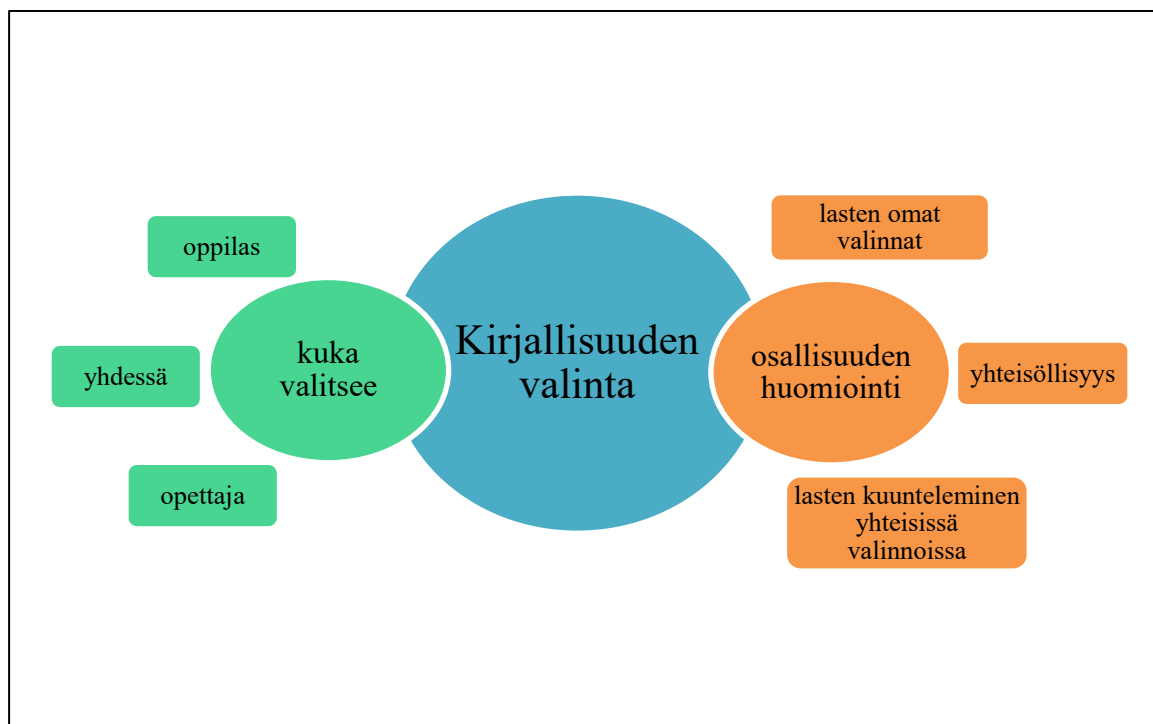 oppilas
yhdessä
opettaja
kuka
valitsee
Kirjallisuuden
valinta
osallisuuden
huomiointi
lasten omat
valinnat
yhteisöllisyys
lasten kuunteleminen
yhteisissä
valinnoissa